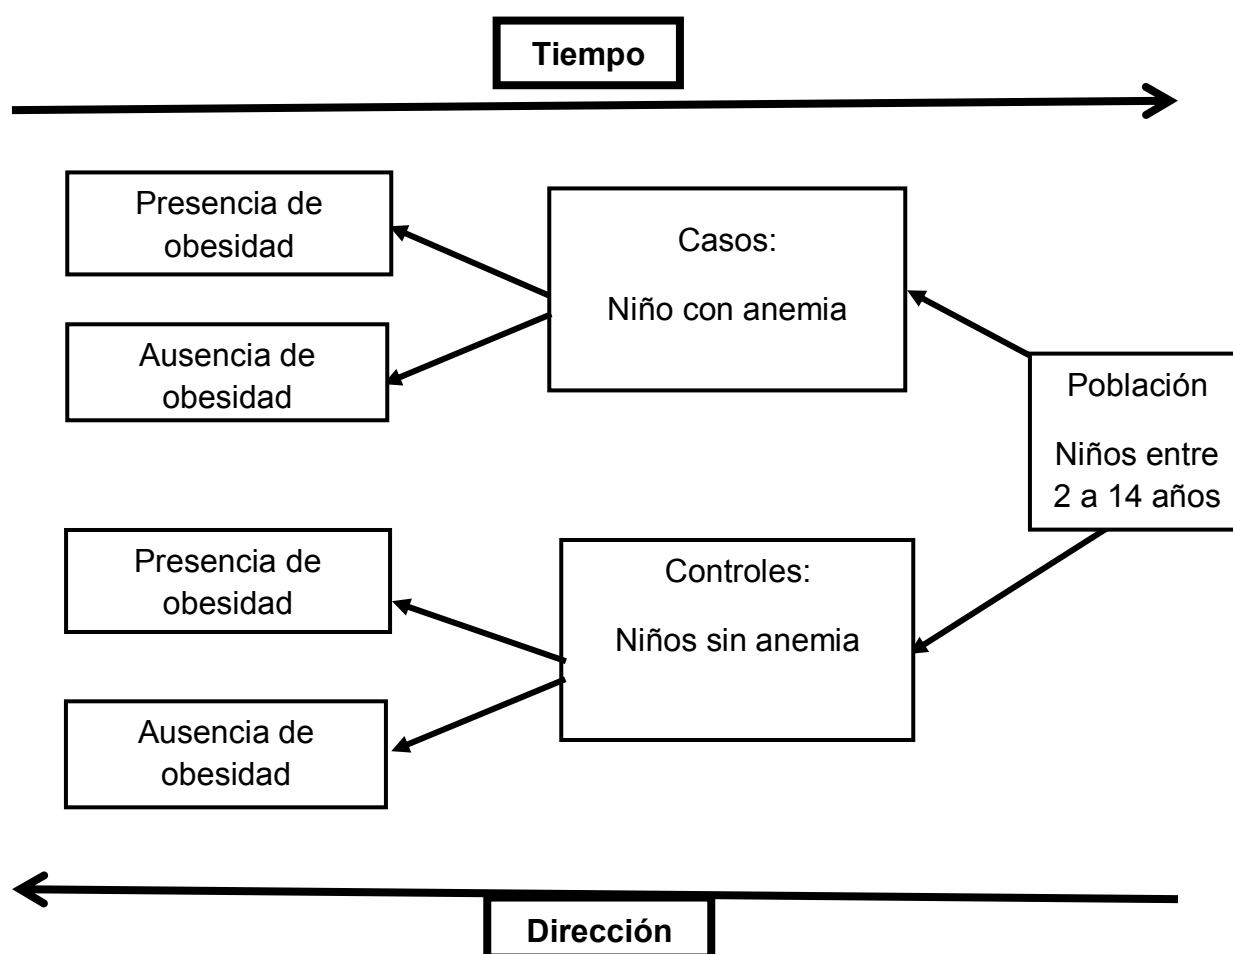 Tiempo
Presencia de
obesidad
Ausencia de
obesidad
Casos:
Niño con anemia
Población
Niños entre
2 a 14 años
Presencia de
obesidad
Ausencia de
obesidad
Controles:
Niños sin anemia
Dirección